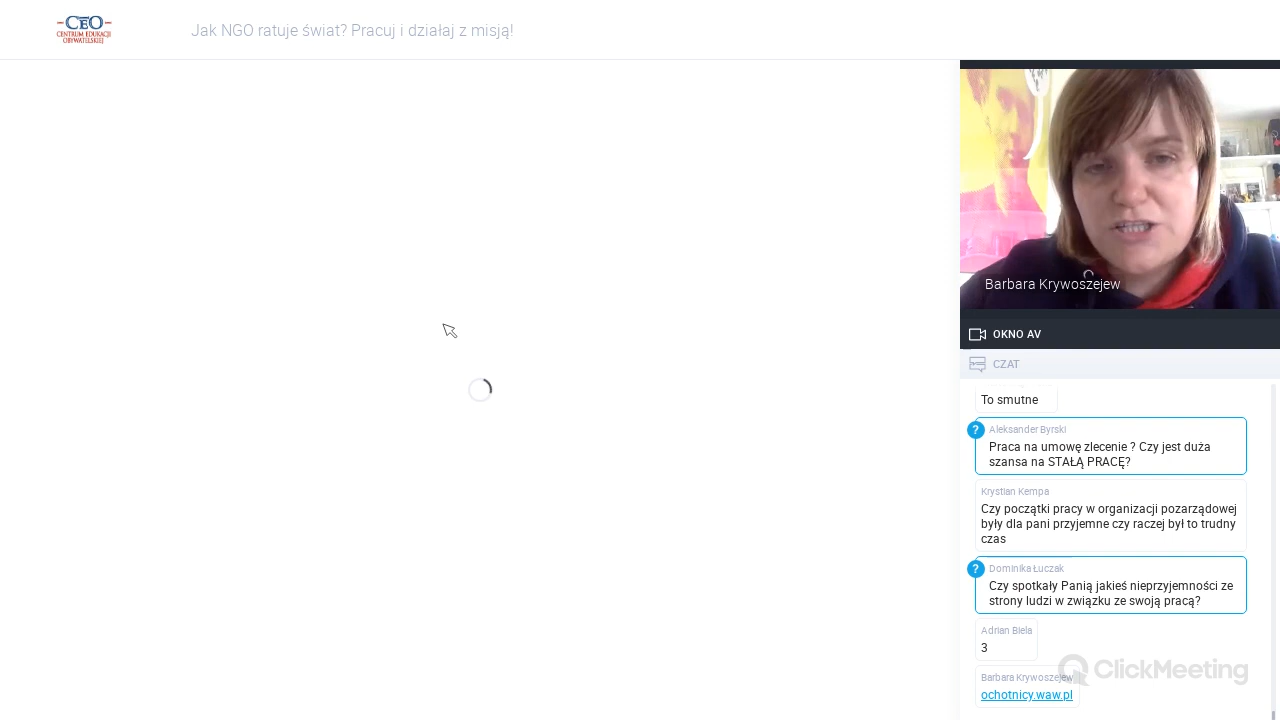 CEO
CENTRUM EDUKACJI
OBYWATELSKIEJ
Jak NGO ratuje świat? Pracuj i działaj z misją!
Barbara Krywoszejew
OKNO AV
CZAT
To smutne
Aleksander Byrski
? Praca na umowę zlecenie ? Czy jest duża
szansa na STAŁĄ PRACĘ?
Krystian Kempa
Czy początki pracy w organizacji pozarządowej
były dla pani przyjemne czy raczej był to trudny
czas
Dominika Łuczak
? Czy spotkały Panią jakieś nieprzyjemności ze
strony ludzi w związku ze swoją pracą?
Adrian Biela
3
ClickMeeting
Barbara Krywoszejew
ochotnicy.waw.pl